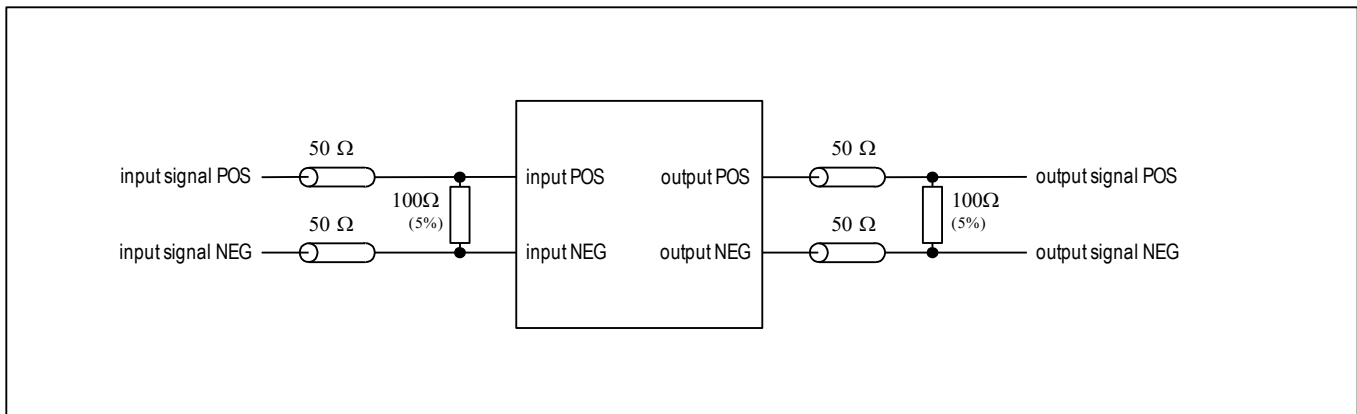 50 Ω
50 Ω
input signal POS
input POS
output POS
output signal POS
100Ω
(5%)
100Ω
(5%)
50 Ω
50 Ω
input signal NEG
input NEG
output NEG
output signal NEG